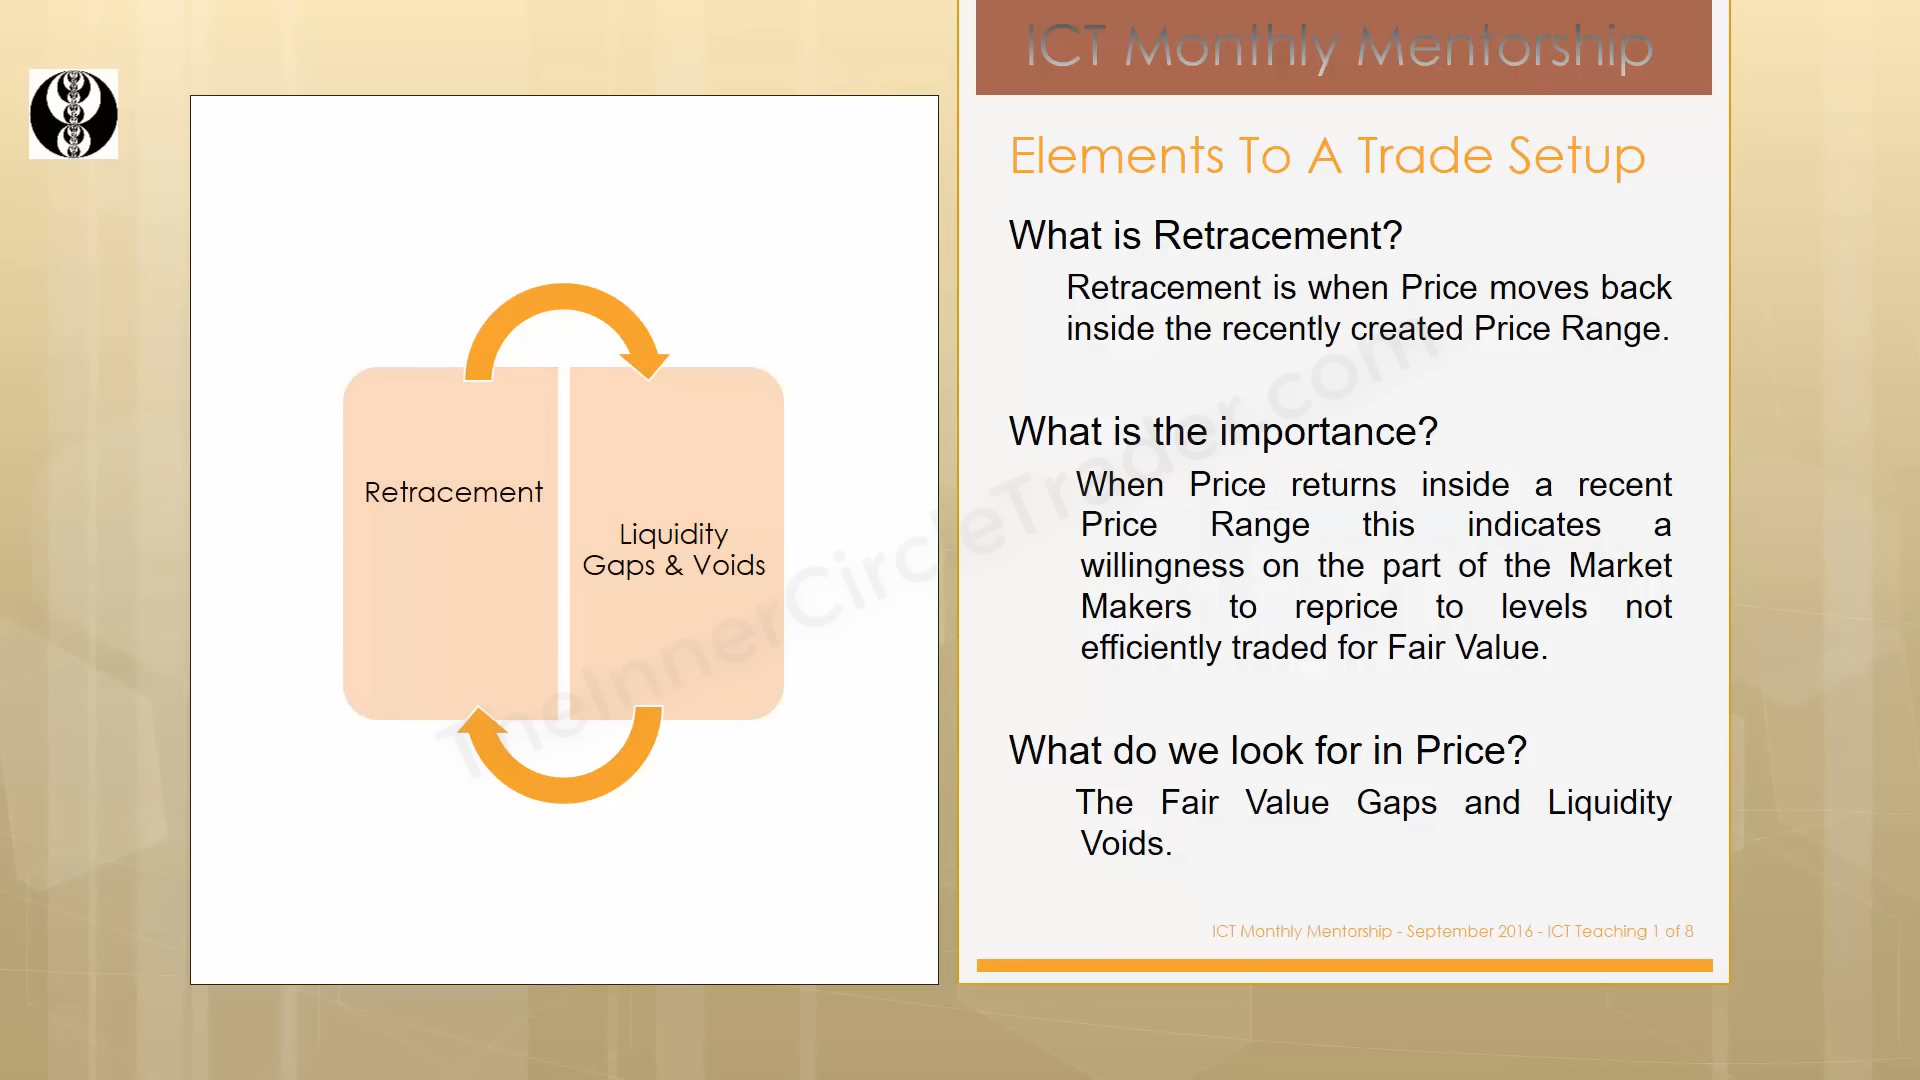 ICT Monthly Mentorship
Elements To A Trade Setup
What is Retracement?
Retracement is when Price moves back
inside the recently created Price Range.
What is the importance?
When Price returns inside a recent
Price Range this indicates a
willingness on the part of the Market
Makers to reprice to levels not
efficiently traded for Fair Value.
What do we look for in Price?
The Fair Value Gaps and Liquidity
Voids.
ICT Monthly Mentorship - September 2016 - ICT Teaching 1 of 8
Retracement
Liquidity
Gaps & Voids
TheInnerCircleTrader.com